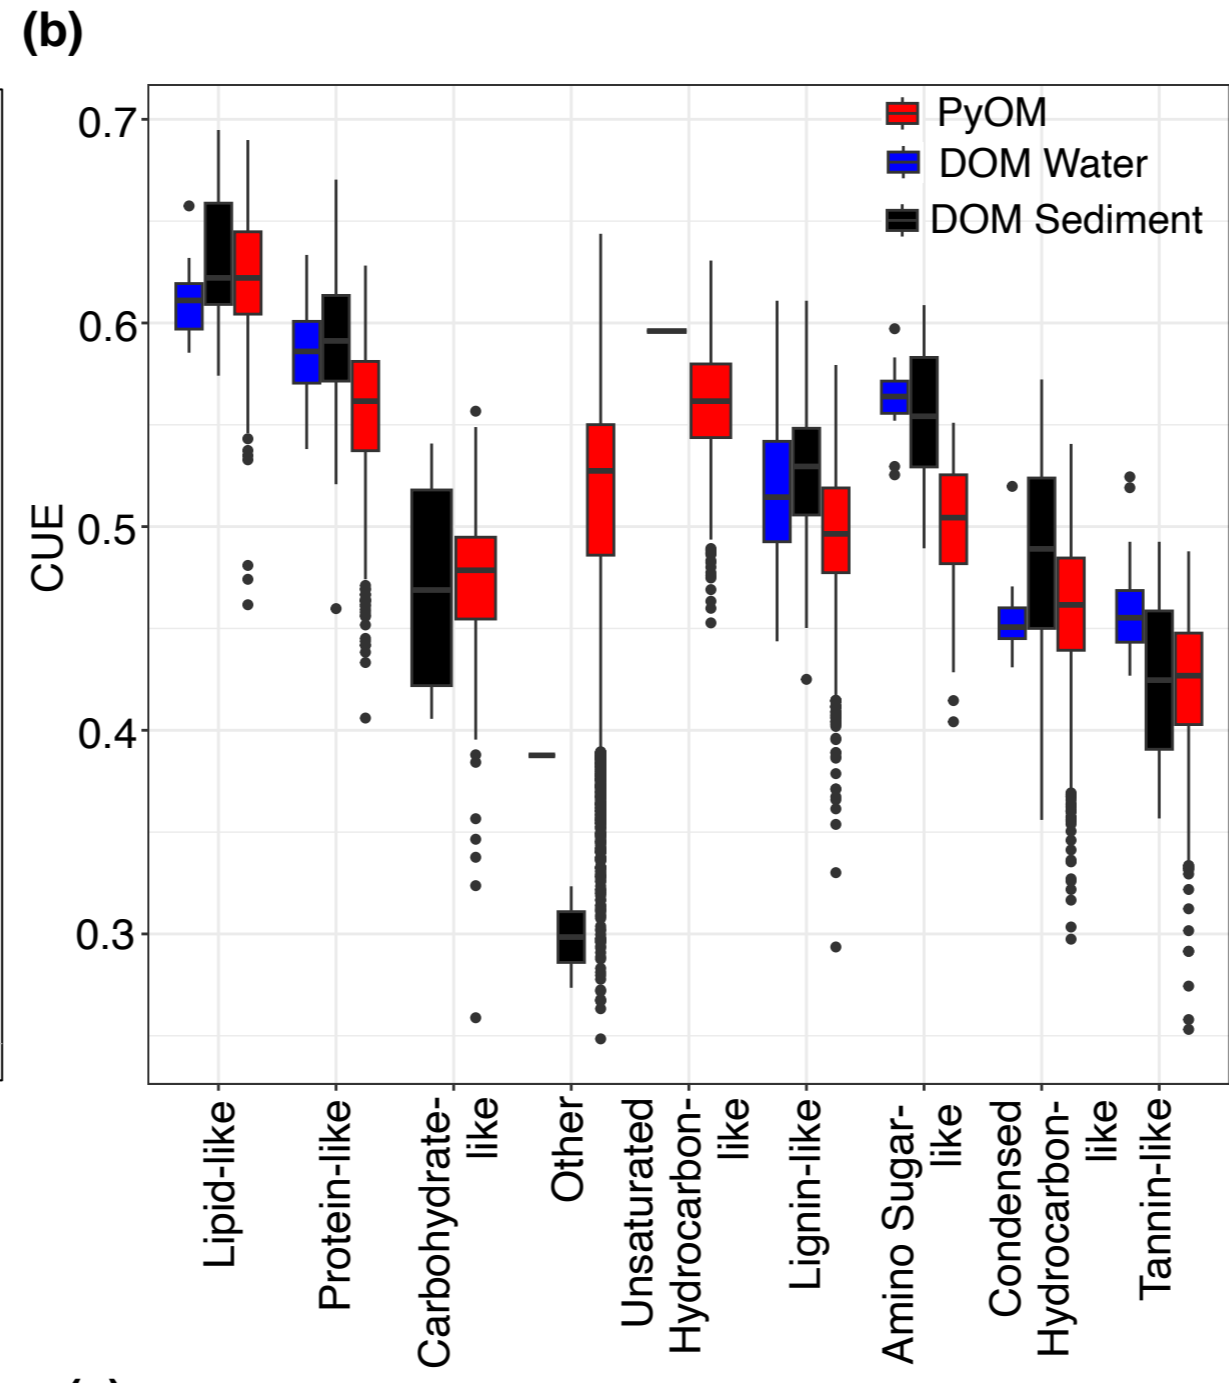 (b)
0.7
0.6
0.5
0.4
0.3
CUE
PyOM
DOM Water
DOM Sediment
Lipid-like
Protein-like
Carbohydrate-
like
Other
Unsaturated
Hydrocarbon-
like
Lignin-like
Amino Sugar-
like
Condensed
Hydrocarbon-
like
Tannin-like